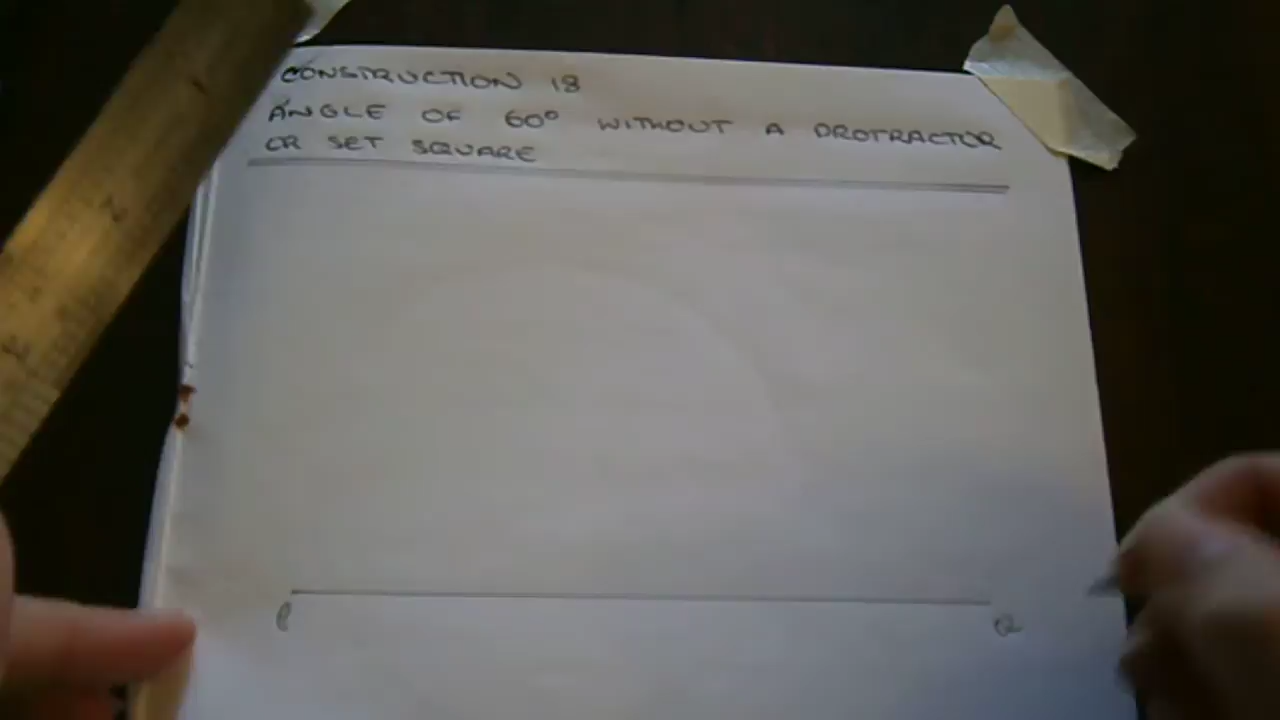 CONSTRUCTION 18
ANGLE OF 60° WITHOUT A PROTRACTOR
OR SET SQUARE
P Q